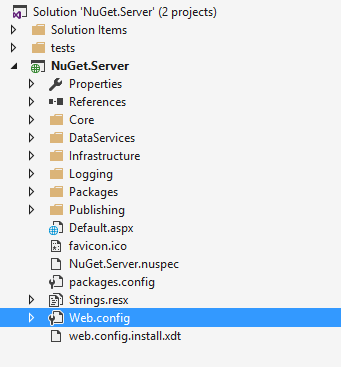 Solution 'NuGet.Server' (2 projects)
Solution Items
tests
NuGet.Server
Properties
References
Core
DataServices
Infrastructure
Logging
Packages
Publishing
Default.aspx
favicon.ico
NuGet.Server.nuspec
packages.config
Strings.resx
Web.config
web.config.install.xdt